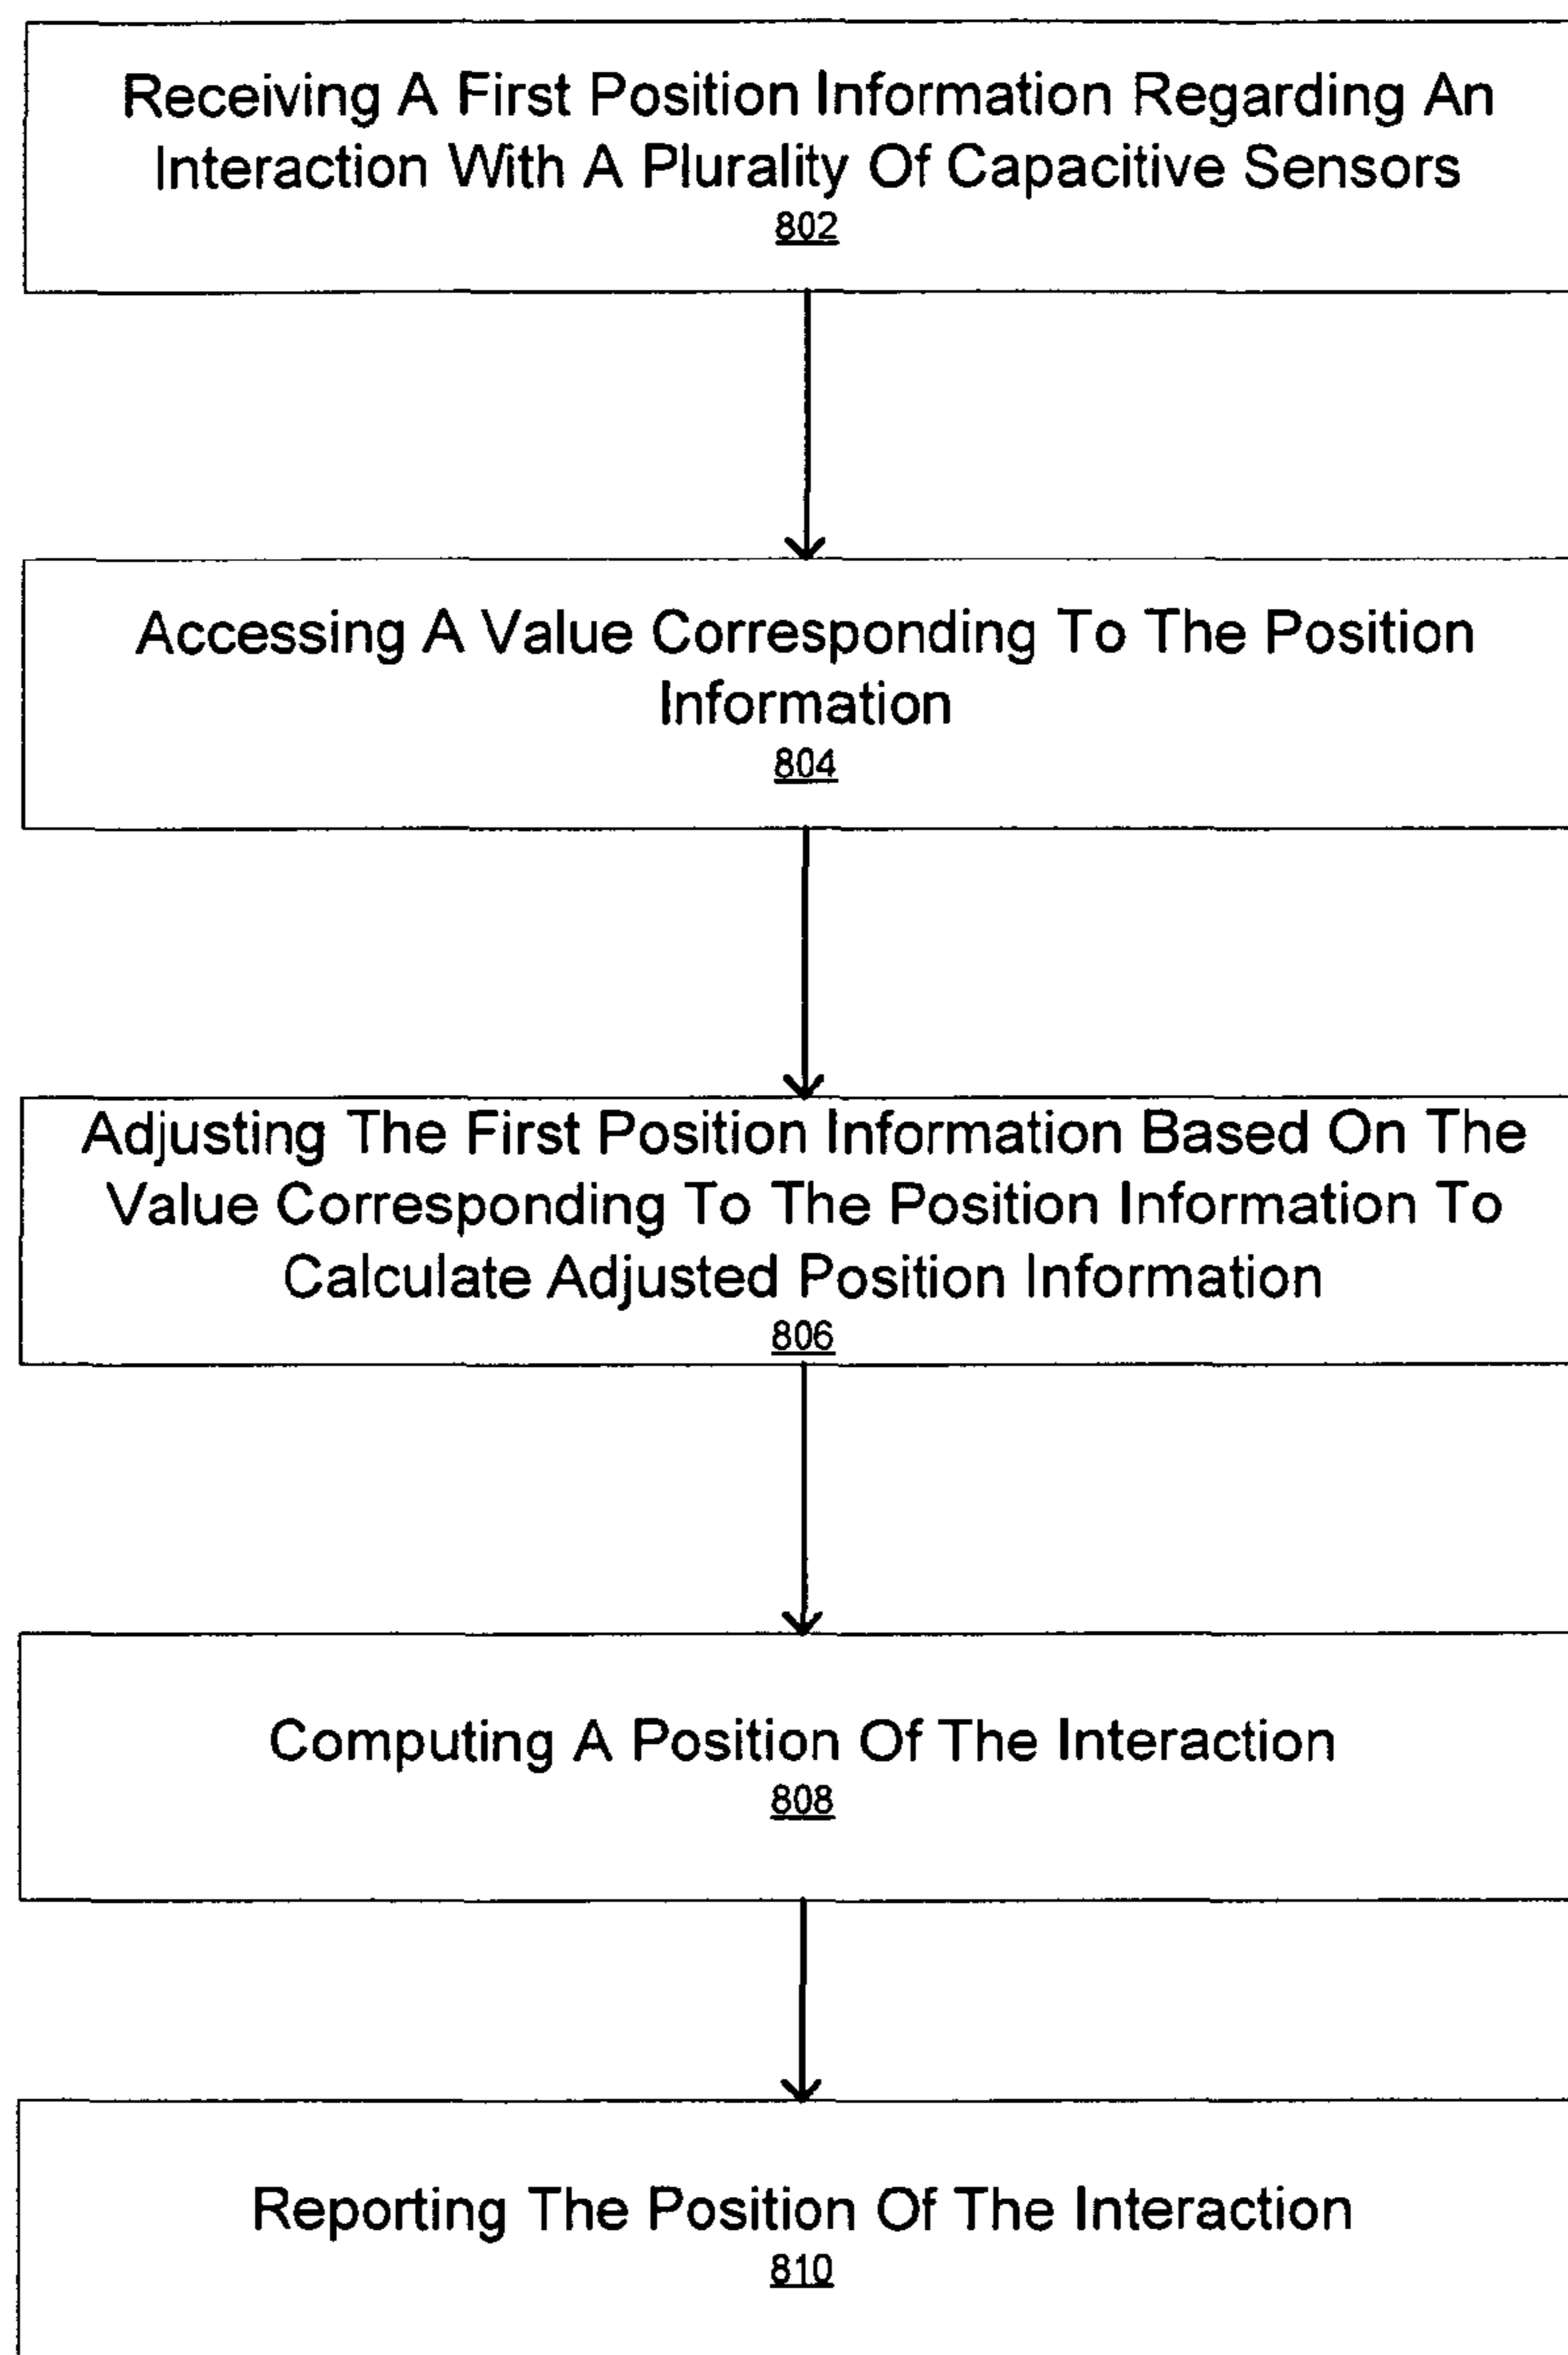 Receiving A First Position Information Regarding An
Interaction With A Plurality Of Capacitive Sensors
802
Accessing A Value Corresponding To The Position
Information
804
Adjusting The First Position Information Based On The
Value Corresponding To The Position Information To
Calculate Adjusted Position Information
806
Computing A Position Of The Interaction
808
Reporting The Position Of The Interaction
810